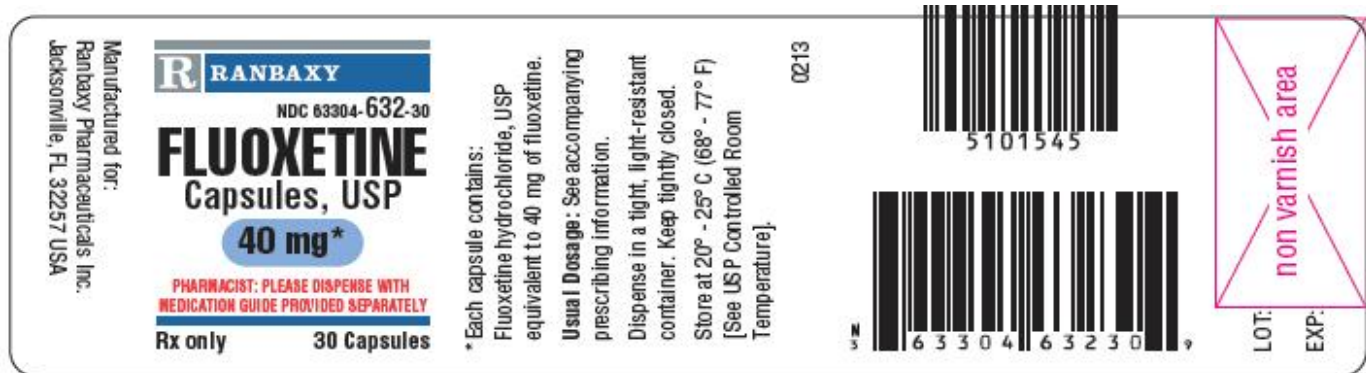 Manufactured for:
Ranbaxy Pharmaceuticals Inc.
Jacksonville, FL 32257 USA
R RANBAXY
NDC 63304-632-30
FLUOXETINE
Capsules, USP
40 mg*
PHARMACIST: PLEASE DISPENSE WITH
MEDICATION GUIDE PROVIDED SEPARATELY
Rx only 30 Capsules
* Each capsule contains:
Fluoxetine hydrochloride, USP
equivalent to 40 mg of fluoxetine.
Usual Dosage: See accompanying
prescribing information.
Dispense in a tight, light-resistant
container. Keep tightly closed.
Store at 20° - 25° C (68° - 77° F)
[See USP Controlled Room
Temperature].
0213
5101545
N
3 63304 63230 9
non varnish area
LOT:
EXP: